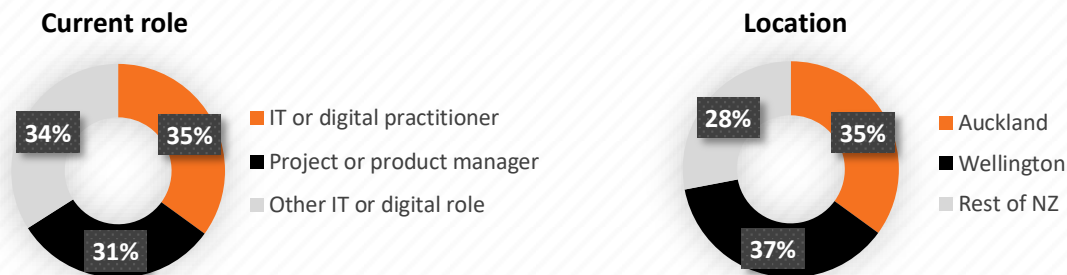 Current role
34%
35%
31%
IT or digital practitioner
Project or product manager
Other IT or digital role
Location
28%
35%
37%
Auckland
Wellington
Rest of NZ